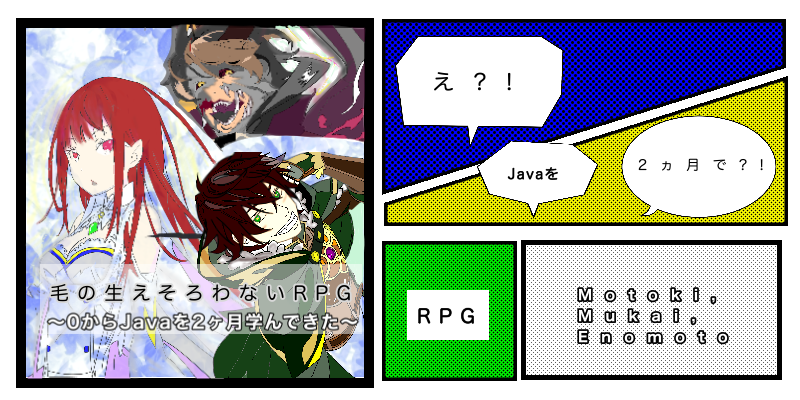 毛の生えそろわないRPG
～0からJavaを2ヶ月学んできた～
え？！
Javaを
２ヵ月で？！
RPG
Motoki,
Mukai,
Enomoto